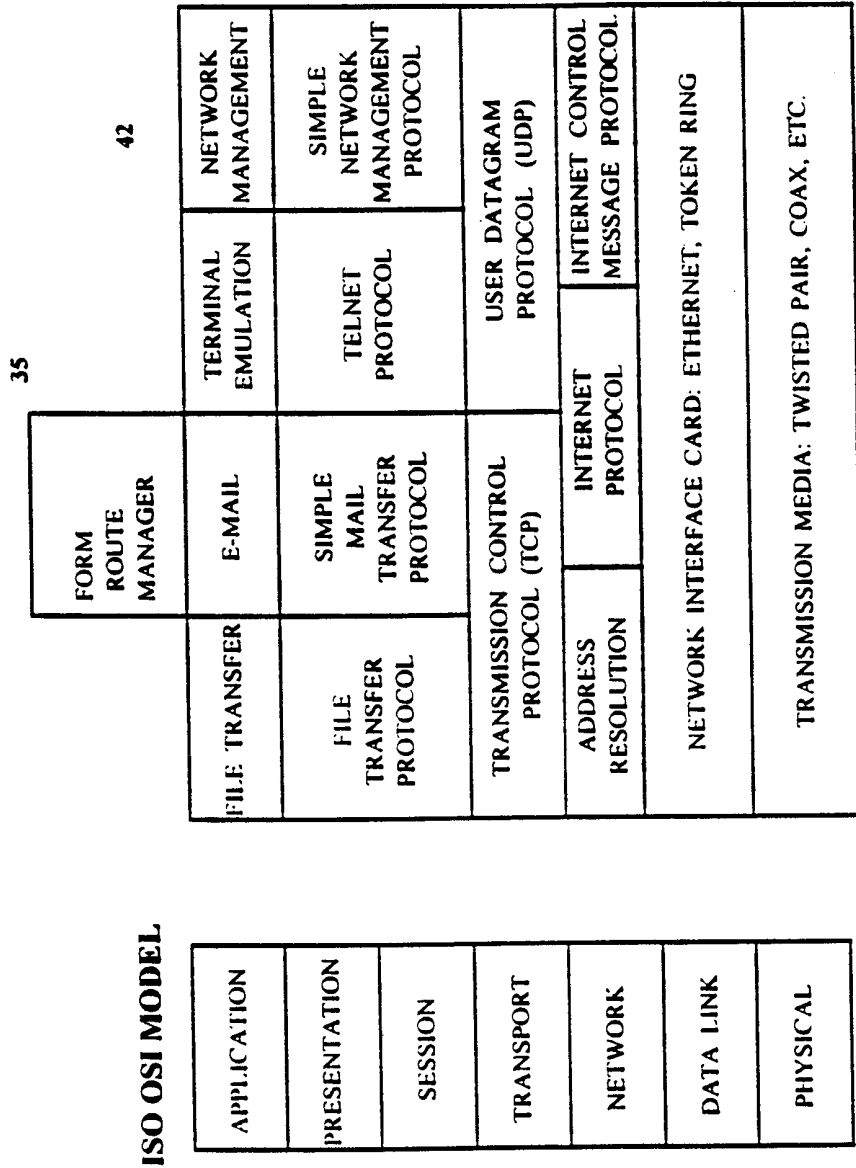 ISO OSI MODEL
APPLICATION
PRESENTATION
SESSION
TRANSPORT
NETWORK
DATA LINK
PHYSICAL
35
42
FORM
ROUTE
MANAGER
FILE TRANSFER
E-MAIL
TERMINAL
EMULATION
NETWORK
MANAGEMENT
FILE
TRANSFER
PROTOCOL
SIMPLE
MAIL
TRANSFER
PROTOCOL
TELNET
PROTOCOL
SIMPLE
NETWORK
MANAGEMENT
PROTOCOL
TRANSMISSION CONTROL
PROTOCOL (TCP)
USER DATAGRAM
PROTOCOL (UDP)
ADDRESS
RESOLUTION
INTERNET
PROTOCOL
INTERNET CONTROL
MESSAGE PROTOCOL
NETWORK INTERFACE CARD: ETHERNET, TOKEN RING
TRANSMISSION MEDIA: TWISTED PAIR, COAX, ETC.